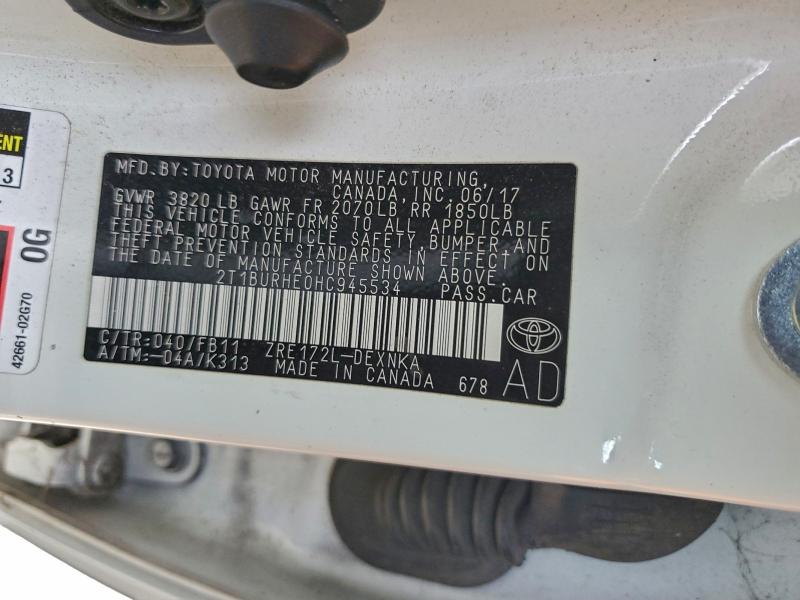 MFD.BY:TOYOTA MOTOR MANUFACTURING,
CANADA, INC. 06/17
GVWR 3820 LB GAWR FR 2070LB RR 1850LB
THIS VEHICLE CONFORMS TO ALL APPLICABLE
FEDERAL MOTOR VEHICLE SAFETY, BUMPER, AND
THEFT PREVENTION STANDARDS IN EFFECT ON
THE DATE OF MANUFACTURE SHOWN ABOVE.
2T1BURHE0HC945534 PASS.CAR
C/TR:040/FB11 ZRE172L-DEXNKA
A/TM:-04A/K313 MADE IN CANADA 678 AD
3
0G
42661-02G70